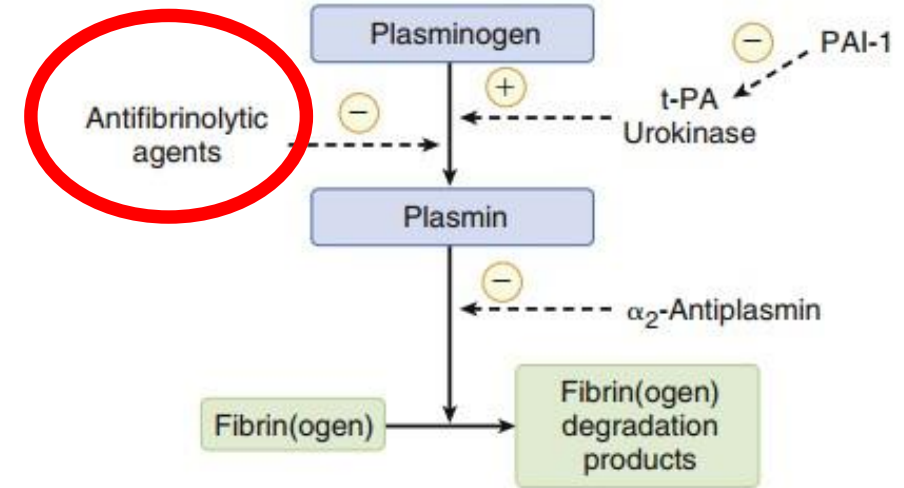 Plasminogen
−
PAI-1
+
t-PA
Urokinase
Antifibrinolytic
agents
−
Plasmin
−
α₂-Antiplasmin
Fibrin(ogen)
Fibrin(ogen)
degradation
products